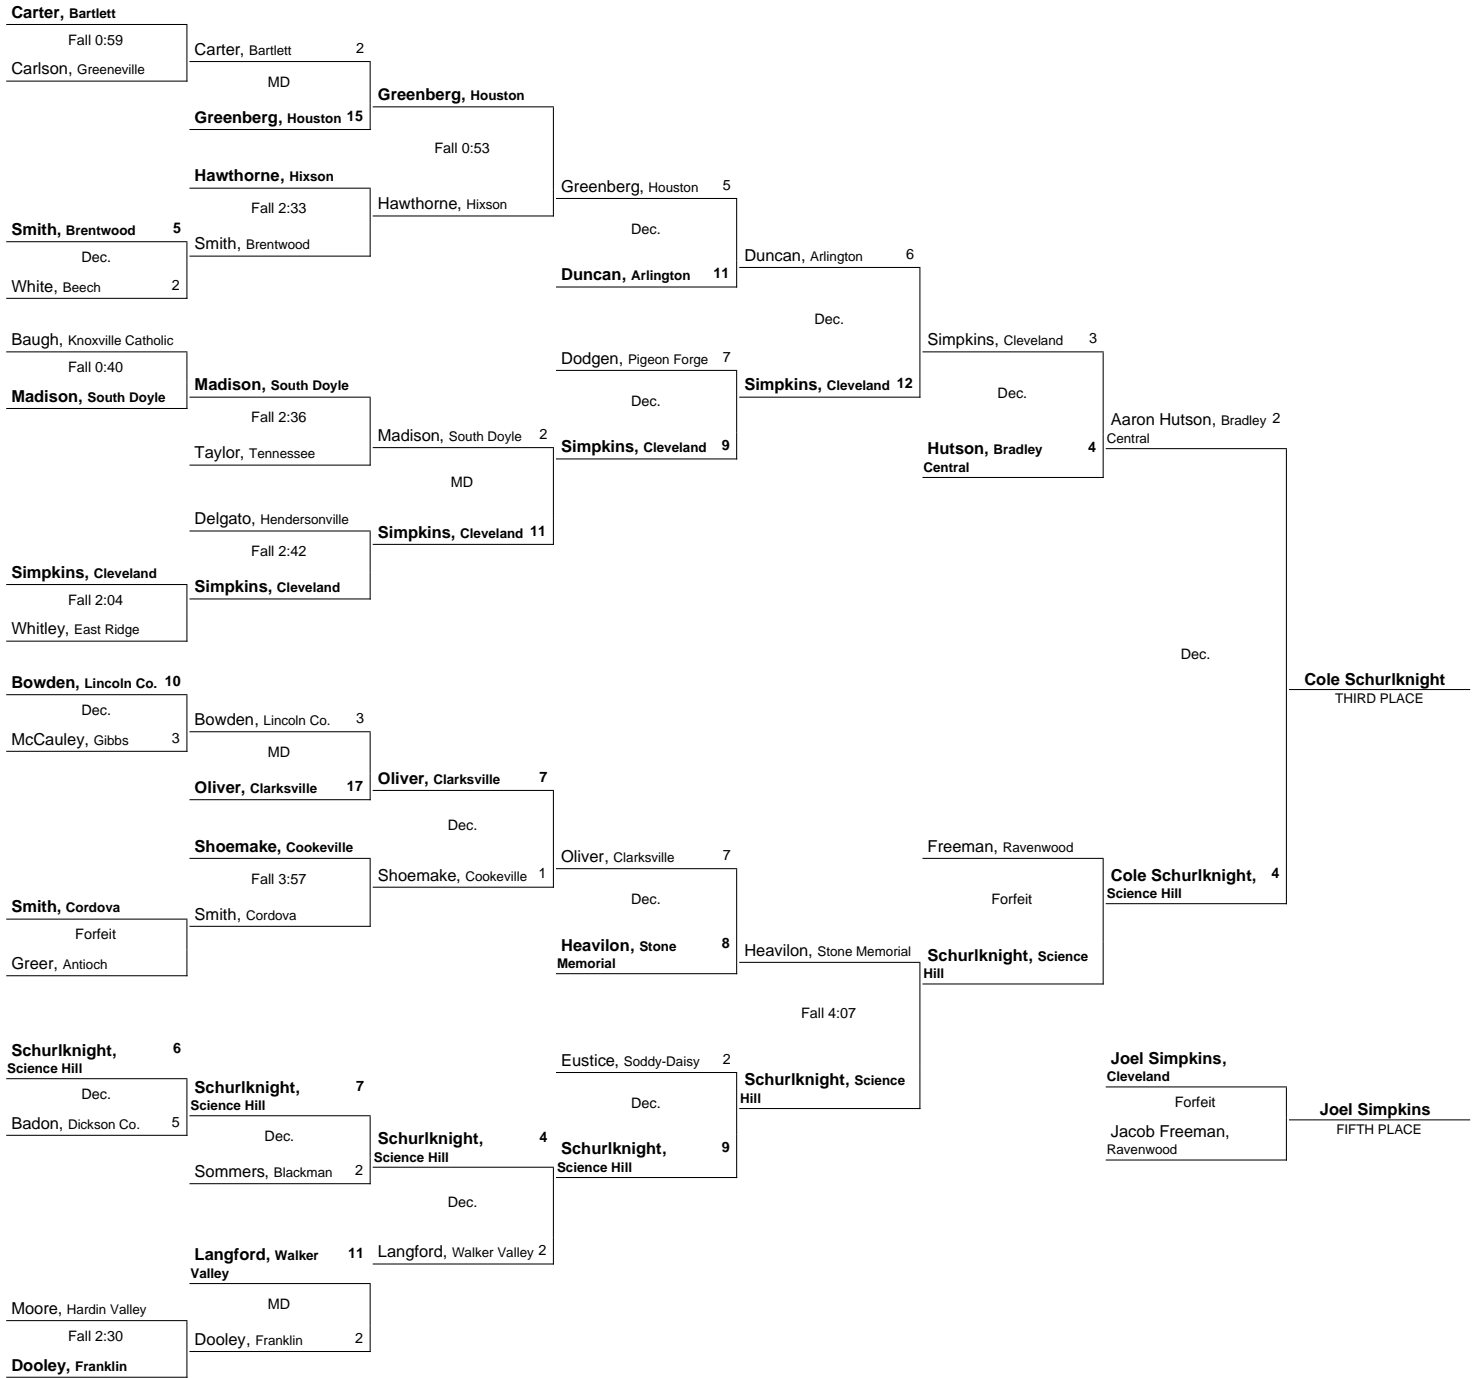 Carter, Bartlett
Fall 0:59
Carlson, Greeneville
Smith, Brentwood 5
Dec.
White, Beech 2
Baugh, Knoxville Catholic
Fall 0:40
Madison, South Doyle
Simpkins, Cleveland
Fall 2:04
Whitley, East Ridge
Bowden, Lincoln Co. 10
Dec.
McCauley, Gibbs 3
Smith, Cordova
Forfeit
Greer, Antioch
Schurlknight, 6
Science Hill
Dec.
Badon, Dickson Co. 5
Moore, Hardin Valley
Fall 2:30
Dooley, Franklin
Carter, Bartlett 2
MD
Greenberg, Houston 15
Hawthorne, Hixson
Fall 2:33
Smith, Brentwood
Madison, South Doyle
Fall 2:36
Taylor, Tennessee
Delgato, Hendersonville
Fall 2:42
Simpkins, Cleveland
Bowden, Lincoln Co. 3
MD
Oliver, Clarksville 17
Shoemake, Cookeville
Fall 3:57
Smith, Cordova
Schurlknight, 7
Science Hill
Dec.
Sommers, Blackman 2
Langford, Walker 11
Valley
MD
Dooley, Franklin 2
Greenberg, Houston
Fall 0:53
Hawthorne, Hixson
Madison, South Doyle 2
MD
Simpkins, Cleveland 11
Oliver, Clarksville 7
Dec.
Shoemake, Cookeville 1
Schurlknight, 4
Science Hill
Dec.
Langford, Walker Valley 2
Greenberg, Houston 5
Dec.
Duncan, Arlington 11
Dodgen, Pigeon Forge 7
Dec.
Simpkins, Cleveland 9
Oliver, Clarksville 7
Dec.
Heavilon, Stone 8
Memorial
Eustice, Soddy-Daisy 2
Dec.
Schurlknight, 9
Science Hill
Duncan, Arlington 6
Dec.
Simpkins, Cleveland 12
Heavilon, Stone Memorial
Fall 4:07
Schurlknight, Science
Hill
Simpkins, Cleveland 3
Dec.
Hutson, Bradley 4
Central
Freeman, Ravenwood
Forfeit
Schurlknight, Science
Hill
Aaron Hutson, Bradley 2
Central
Dec.
Cole Schurlknight, 4
Science Hill
Cole Schurlknight
THIRD PLACE
Joel Simpkins,
Cleveland
Forfeit
Jacob Freeman,
Ravenwood
Joel Simpkins
FIFTH PLACE